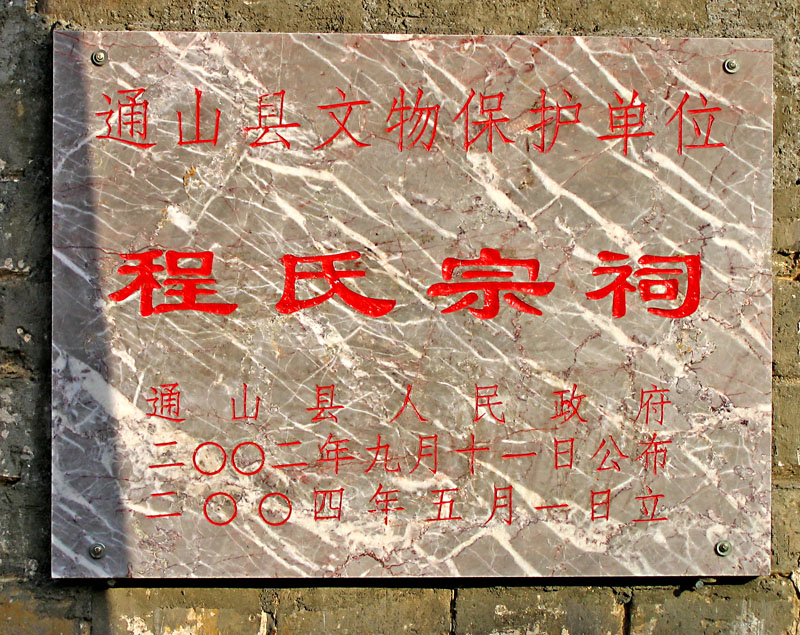 通山县文物保护单位
程氏宗祠
通山县人民政府
二〇〇二年九月十一日公布
二〇〇四年五月一日立